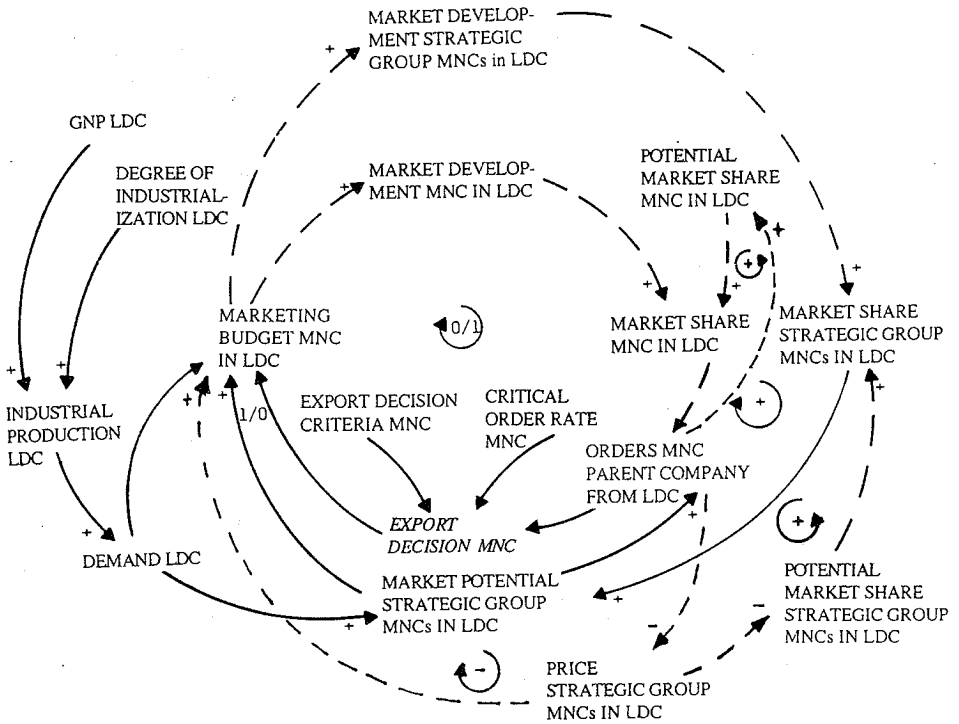 MARKET DEVELOP-
MENT STRATEGIC
GROUP MNCs in LDC
+
GNP LDC
DEGREE OF
INDUSTRIAL-
IZATION LDC
MARKET DEVELOP-
MENT MNC IN LDC
+
POTENTIAL
MARKET SHARE
MNC IN LDC
+
+
+
+
+
MARKETING
BUDGET MNC
IN LDC
0/1
MARKET SHARE
MNC IN LDC
MARKET SHARE
STRATEGIC GROUP
MNCs IN LDC
+
+
+
+
1/0
+
+
INDUSTRIAL
PRODUCTION
LDC
EXPORT DECISION
CRITERIA MNC
CRITICAL
ORDER RATE
MNC
ORDERS MNC
PARENT COMPANY
FROM LDC
+
+
+
EXPORT
DECISION MNC
DEMAND LDC
MARKET POTENTIAL
STRATEGIC GROUP
MNCs IN LDC
+
+
POTENTIAL
MARKET SHARE
STRATEGIC GROUP
MNCs IN LDC
-
-
-
PRICE
STRATEGIC GROUP
MNCs IN LDC